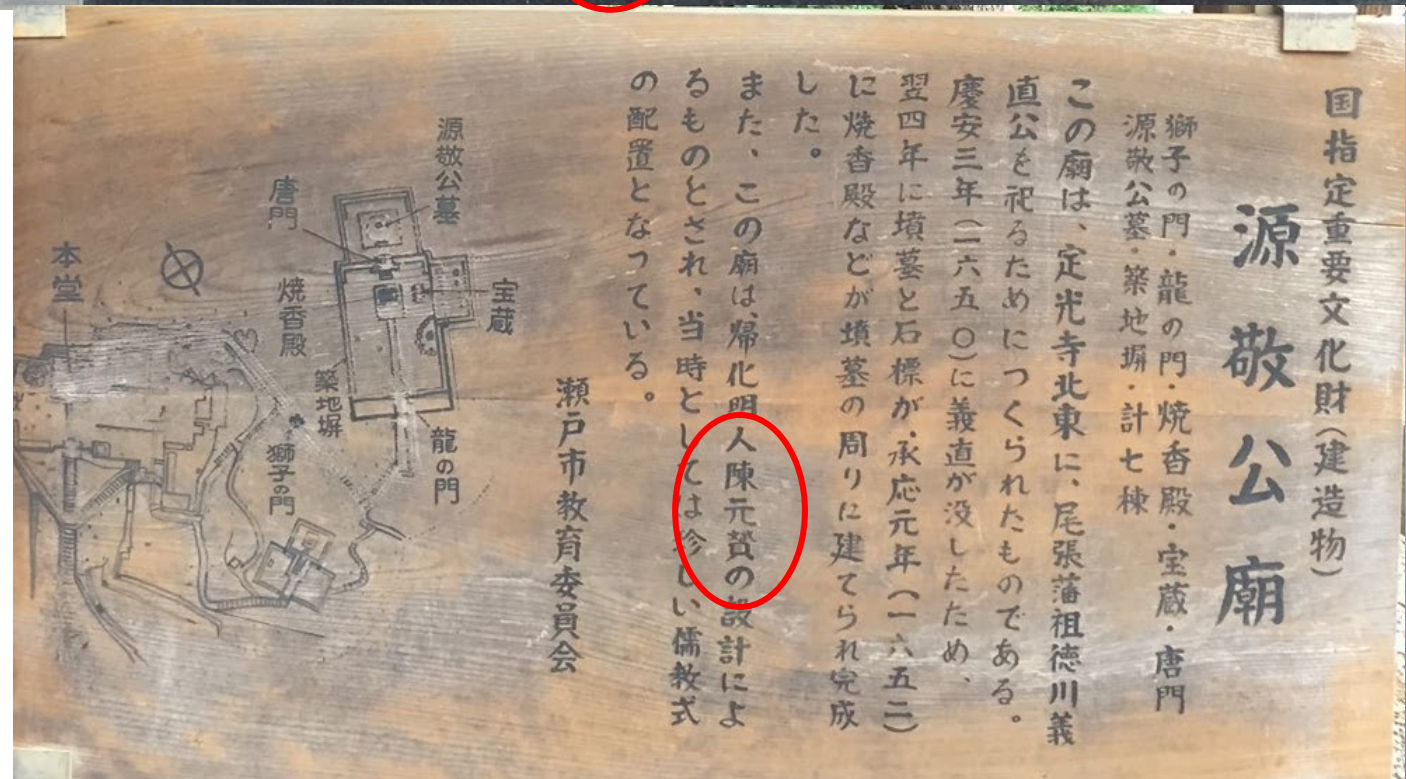 国指定重要文化財(建造物)
源敬公廟
獅子の門・龍の門・焼香殿・宝蔵・唐門
源敬公墓・築地塀・計七棟
この廟は、定光寺北東に、尾張藩祖徳川義
直公を祀るためにつくられたものである。
慶安三年(一六五〇)に義直が没したため、
翌四年に墳墓と石標が、承応元年(一六五二)
に焼香殿などが墳墓の周りに建てられ完成
した。
また、この廟は、帰化明人陳元贇の設計によ
るものとされ、当時としては珍しい儒教式
の配置となっている。
瀬戸市教育委員会
源敬公墓
唐門
宝蔵
焼香殿
築地塀
龍の門
獅子の門
本堂